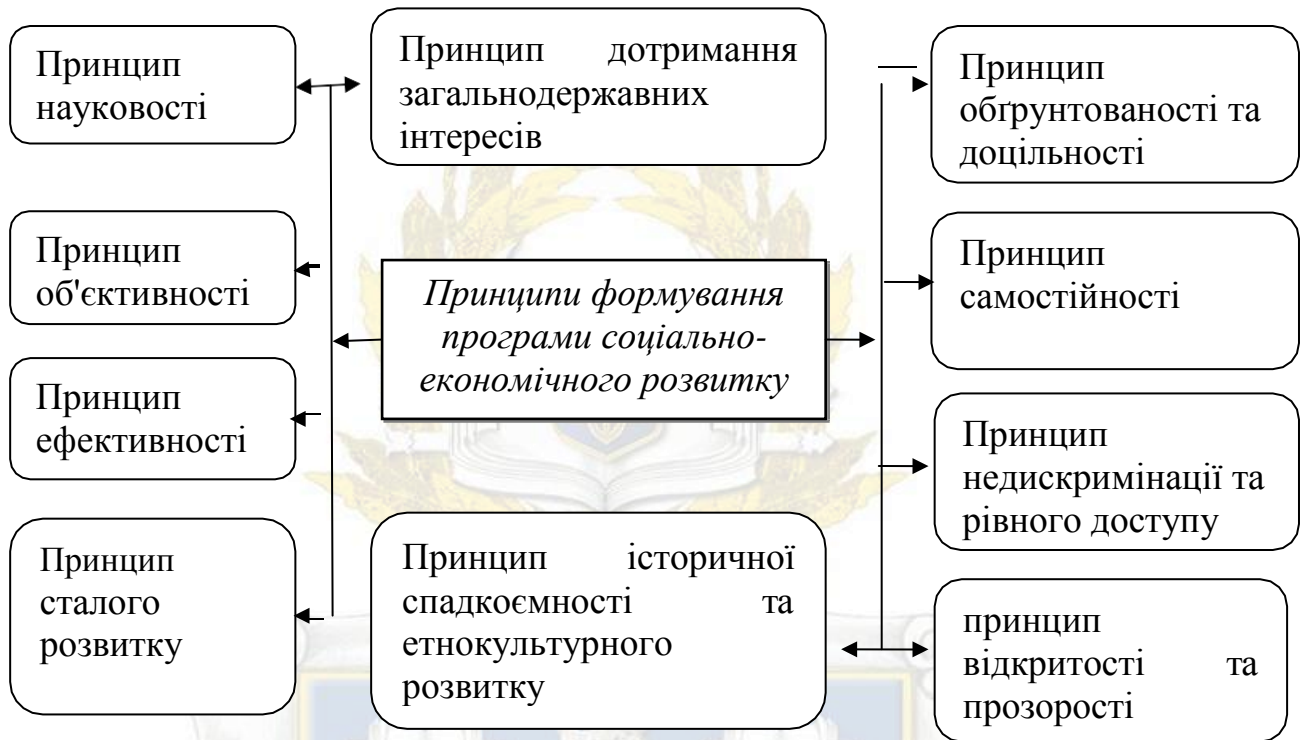 Принцип
науковості
Принцип дотримання
загальнодержавних
інтересів
Принцип
обґрунтованості та
доцільності
Принцип
об'єктивності
Принципи формування
програми соціально-
економічного розвитку
Принцип
самостійності
Принцип
ефективності
Принцип
недискримінації та
рівного доступу
Принцип
сталого
розвитку
Принцип історичної
спадкоємності та
етнокультурного
розвитку
принцип
відкритості та
прозорості